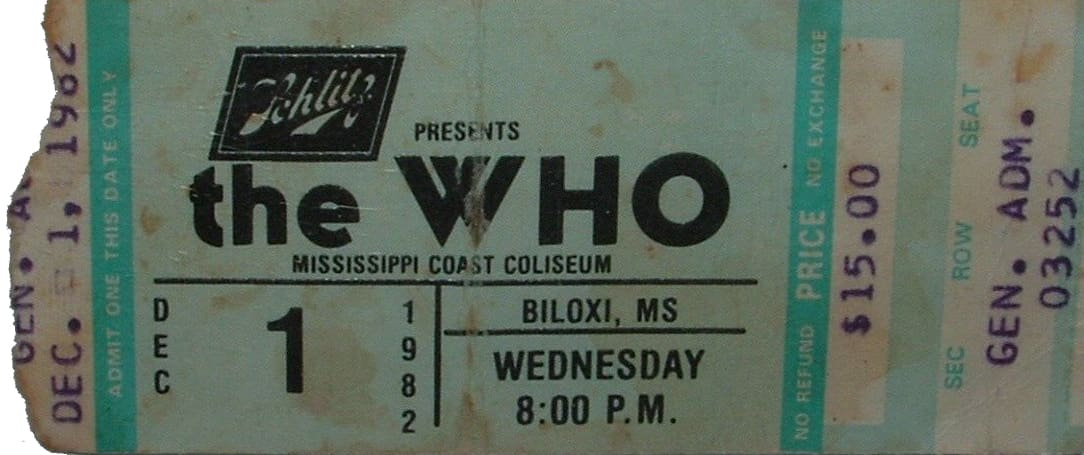 GEN. A
DEC. 1, 1982
ADMIT ONE THIS DATE ONLY
Schlitz
PRESENTS
the WHO
MISSISSIPPI COAST COLISEUM
DEC
1
1982
BILOXI, MS
WEDNESDAY
8:00 P.M.
NO REFUND PRICE NO EXCHANGE
$15.00
SEC ROW SEAT
GEN. ADM.
03252